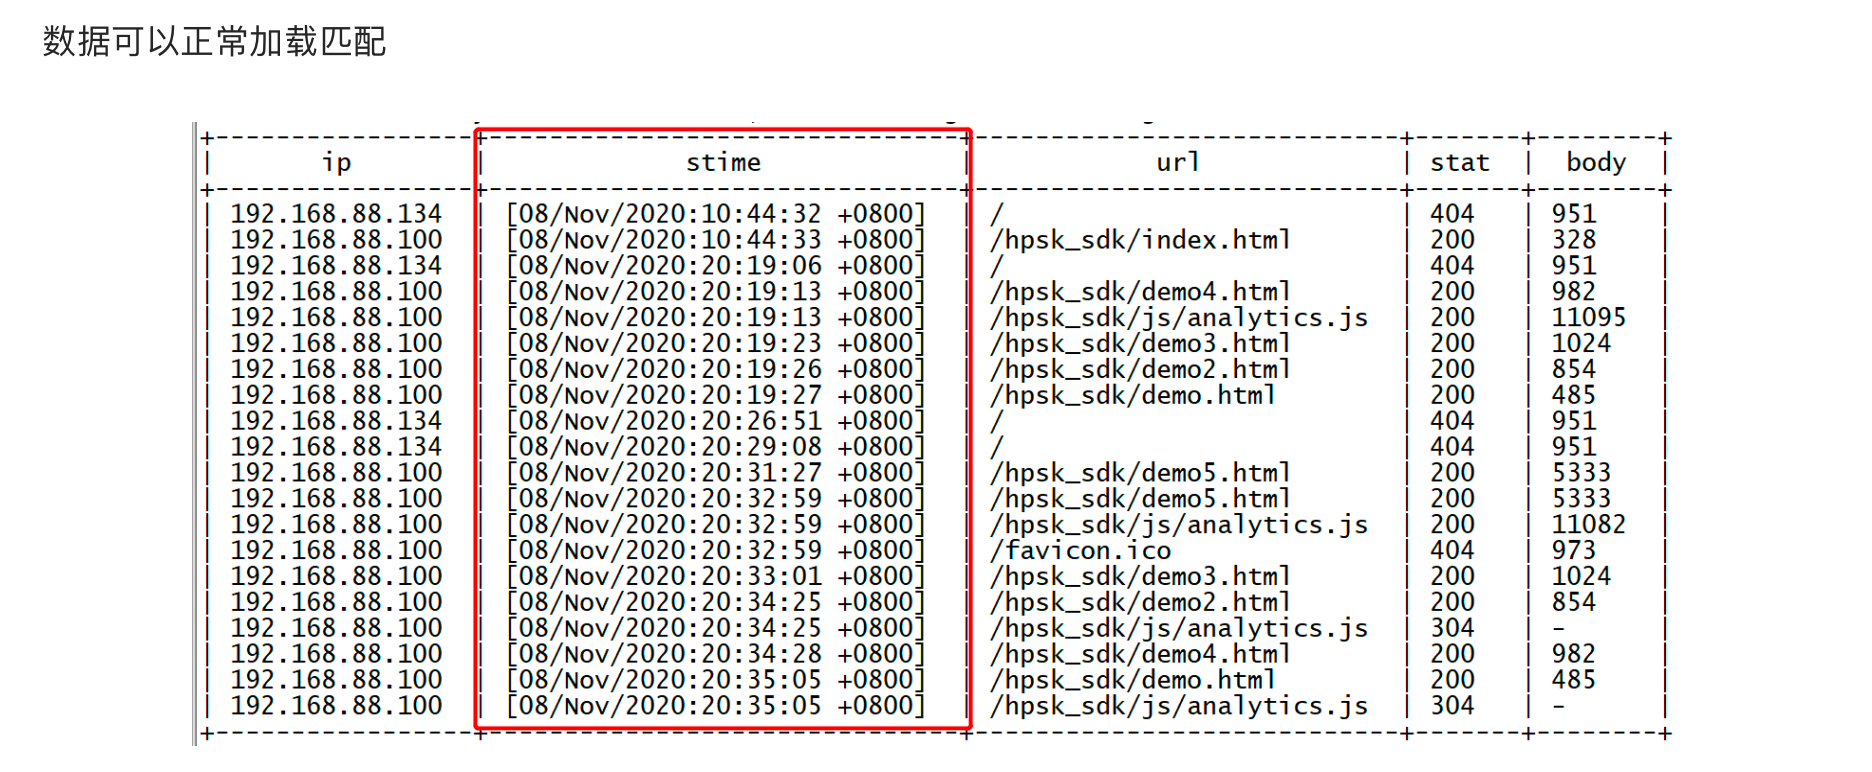 数据可以正常加载匹配
+-----------------+-------------------------------+----------------------------+-------+--------+
| ip | stime | url | stat | body |
+-----------------+-------------------------------+----------------------------+-------+--------+
| 192.168.88.134 | [08/Nov/2020:10:44:32 +0800] | / | 404 | 951 |
| 192.168.88.100 | [08/Nov/2020:10:44:33 +0800] | /hpsk_sdk/index.html | 200 | 328 |
| 192.168.88.134 | [08/Nov/2020:20:19:06 +0800] | / | 404 | 951 |
| 192.168.88.100 | [08/Nov/2020:20:19:13 +0800] | /hpsk_sdk/demo4.html | 200 | 982 |
| 192.168.88.100 | [08/Nov/2020:20:19:13 +0800] | /hpsk_sdk/js/analytics.js | 200 | 11095 |
| 192.168.88.100 | [08/Nov/2020:20:19:23 +0800] | /hpsk_sdk/demo3.html | 200 | 1024 |
| 192.168.88.100 | [08/Nov/2020:20:19:26 +0800] | /hpsk_sdk/demo2.html | 200 | 854 |
| 192.168.88.100 | [08/Nov/2020:20:19:27 +0800] | /hpsk_sdk/demo.html | 200 | 485 |
| 192.168.88.134 | [08/Nov/2020:20:26:51 +0800] | / | 404 | 951 |
| 192.168.88.134 | [08/Nov/2020:20:29:08 +0800] | / | 404 | 951 |
| 192.168.88.100 | [08/Nov/2020:20:31:27 +0800] | /hpsk_sdk/demo5.html | 200 | 5333 |
| 192.168.88.100 | [08/Nov/2020:20:32:59 +0800] | /hpsk_sdk/demo5.html | 200 | 5333 |
| 192.168.88.100 | [08/Nov/2020:20:32:59 +0800] | /hpsk_sdk/js/analytics.js | 200 | 11082 |
| 192.168.88.100 | [08/Nov/2020:20:32:59 +0800] | /favicon.ico | 404 | 973 |
| 192.168.88.100 | [08/Nov/2020:20:33:01 +0800] | /hpsk_sdk/demo3.html | 200 | 1024 |
| 192.168.88.100 | [08/Nov/2020:20:34:25 +0800] | /hpsk_sdk/demo2.html | 200 | 854 |
| 192.168.88.100 | [08/Nov/2020:20:34:25 +0800] | /hpsk_sdk/js/analytics.js | 304 | - |
| 192.168.88.100 | [08/Nov/2020:20:34:28 +0800] | /hpsk_sdk/demo4.html | 200 | 982 |
| 192.168.88.100 | [08/Nov/2020:20:35:05 +0800] | /hpsk_sdk/demo.html | 200 | 485 |
| 192.168.88.100 | [08/Nov/2020:20:35:05 +0800] | /hpsk_sdk/js/analytics.js | 304 | - |
+-----------------+-------------------------------+----------------------------+-------+--------+